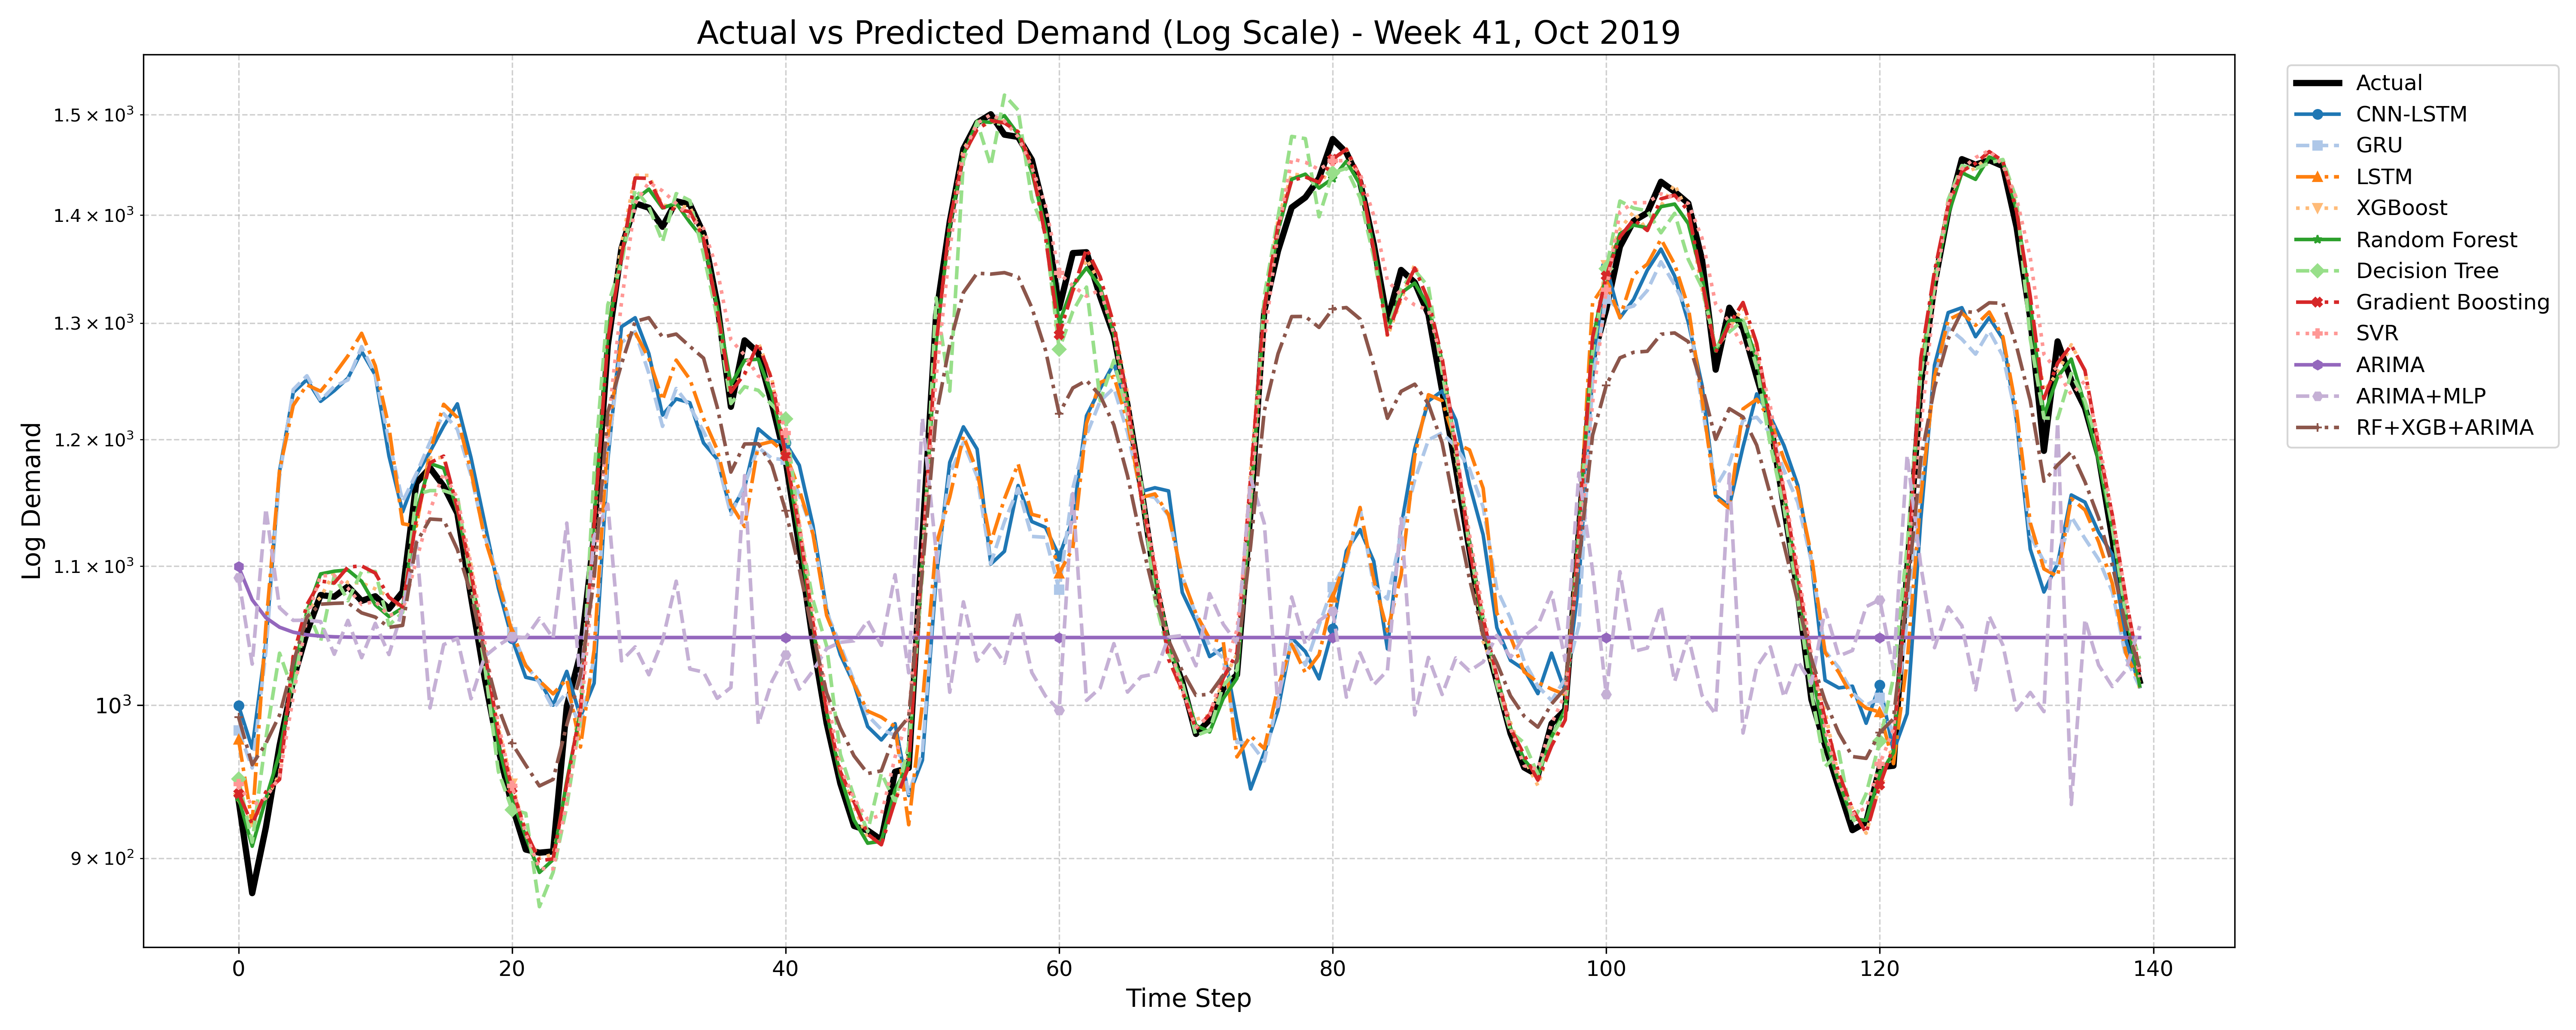 Actual vs Predicted Demand (Log Scale) - Week 41, Oct 2019
Log Demand
1.5 × 10³
1.4 × 10³
1.3 × 10³
1.2 × 10³
1.1 × 10³
10³
9 × 10²
0 20 40 60 80 100 120 140
Time Step
Actual
CNN-LSTM
GRU
LSTM
XGBoost
Random Forest
Decision Tree
Gradient Boosting
SVR
ARIMA
ARIMA+MLP
RF+XGB+ARIMA